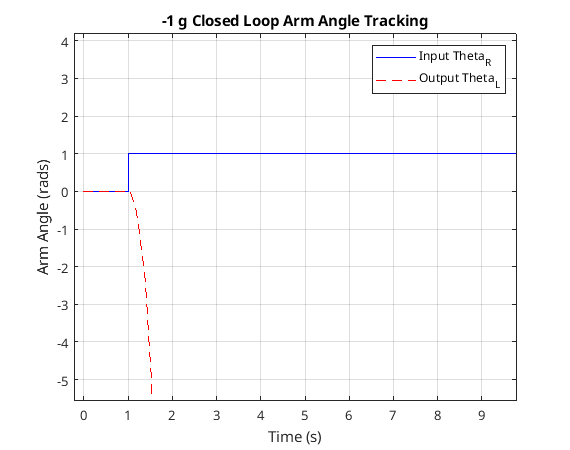 -1 g Closed Loop Arm Angle Tracking
Input Theta_R
Output Theta_L
Arm Angle (rads)
4
3
2
1
0
-1
-2
-3
-4
-5
0 1 2 3 4 5 6 7 8 9
Time (s)